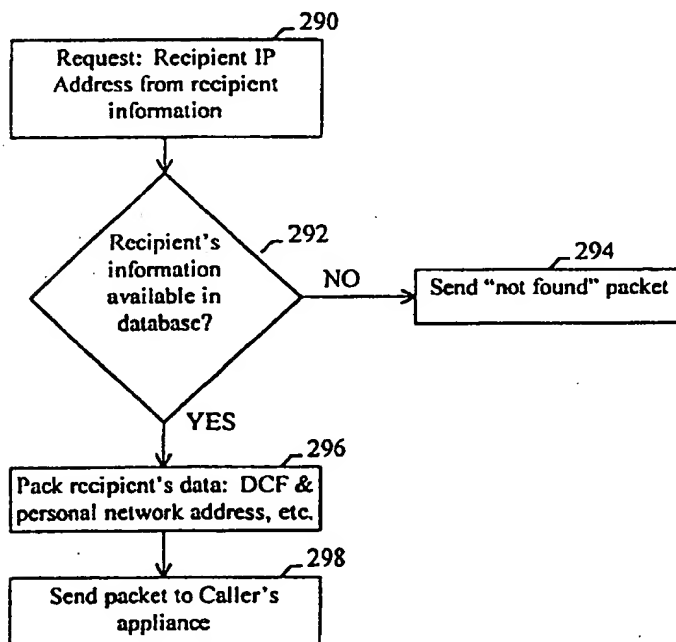 290
Request: Recipient IP
Address from recipient
information
292
Recipient's
information
available in
database?
NO
294
Send "not found" packet
YES
296
Pack recipient's data: DCF &
personal network address, etc.
298
Send packet to Caller's
appliance